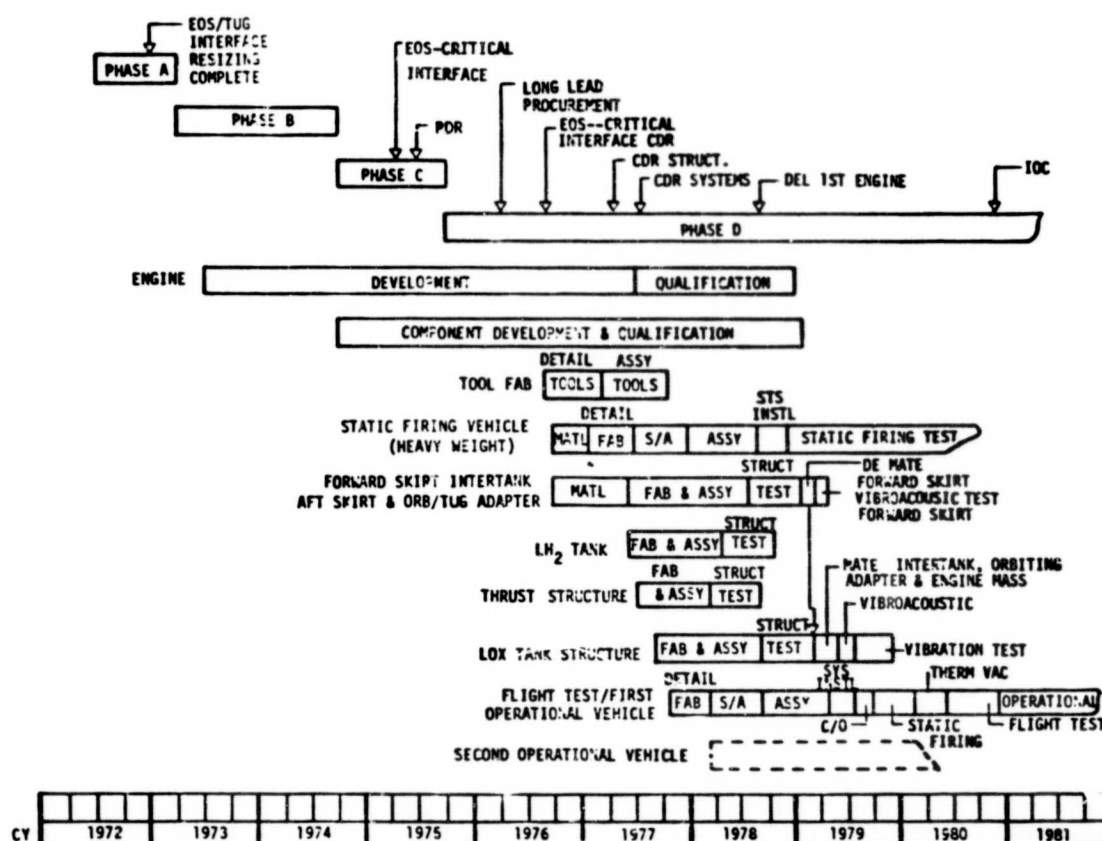 EOS/TUG
INTERFACE
RESIZING
COMPLETE
PHASE A
EOS-CRITICAL
INTERFACE
PHASE B
LONG LEAD
PROCUREMENT
PDR
EOS--CRITICAL
INTERFACE CDR
PHASE C
CDR STRUCT.
CDR SYSTEMS
DEL 1ST ENGINE
IOC
PHASE D
ENGINE
DEVELOPMENT
QUALIFICATION
COMPONENT DEVELOPMENT & QUALIFICATION
DETAIL ASSY
TOOL FAB
TOOLS TOOLS
STS
INSTL
DETAIL
STATIC FIRING VEHICLE
(HEAVY WEIGHT)
MATL FAB S/A ASSY STATIC FIRING TEST
FORWARD SKIRT INTERTANK
AFT SKIRT & ORB/TUG ADAPTER
STRUCT
MATL FAB & ASSY TEST
DE MATE
FORWARD SKIRT
VIBROACOUSIC TEST
FORWARD SKIRT
STRUCT
LH2 TANK
FAB & ASSY TEST
FAB STRUCT
THRUST STRUCTURE
& ASSY TEST
MATE INTERTANK, ORBITING
ADAPTER & ENGINE MASS
VIBROACOUSTIC
STRUCT
LOX TANK STRUCTURE
FAB & ASSY TEST
VIBRATION TEST
SYS
THERM VAC
DETAIL
FLIGHT TEST/FIRST
OPERATIONAL VEHICLE
FAB S/A ASSY
OPERATIONAL
C/O
STATIC
FIRING
FLIGHT TEST
SECOND OPERATIONAL VEHICLE
CY 1972 1973 1974 1975 1976 1977 1978 1979 1980 1981